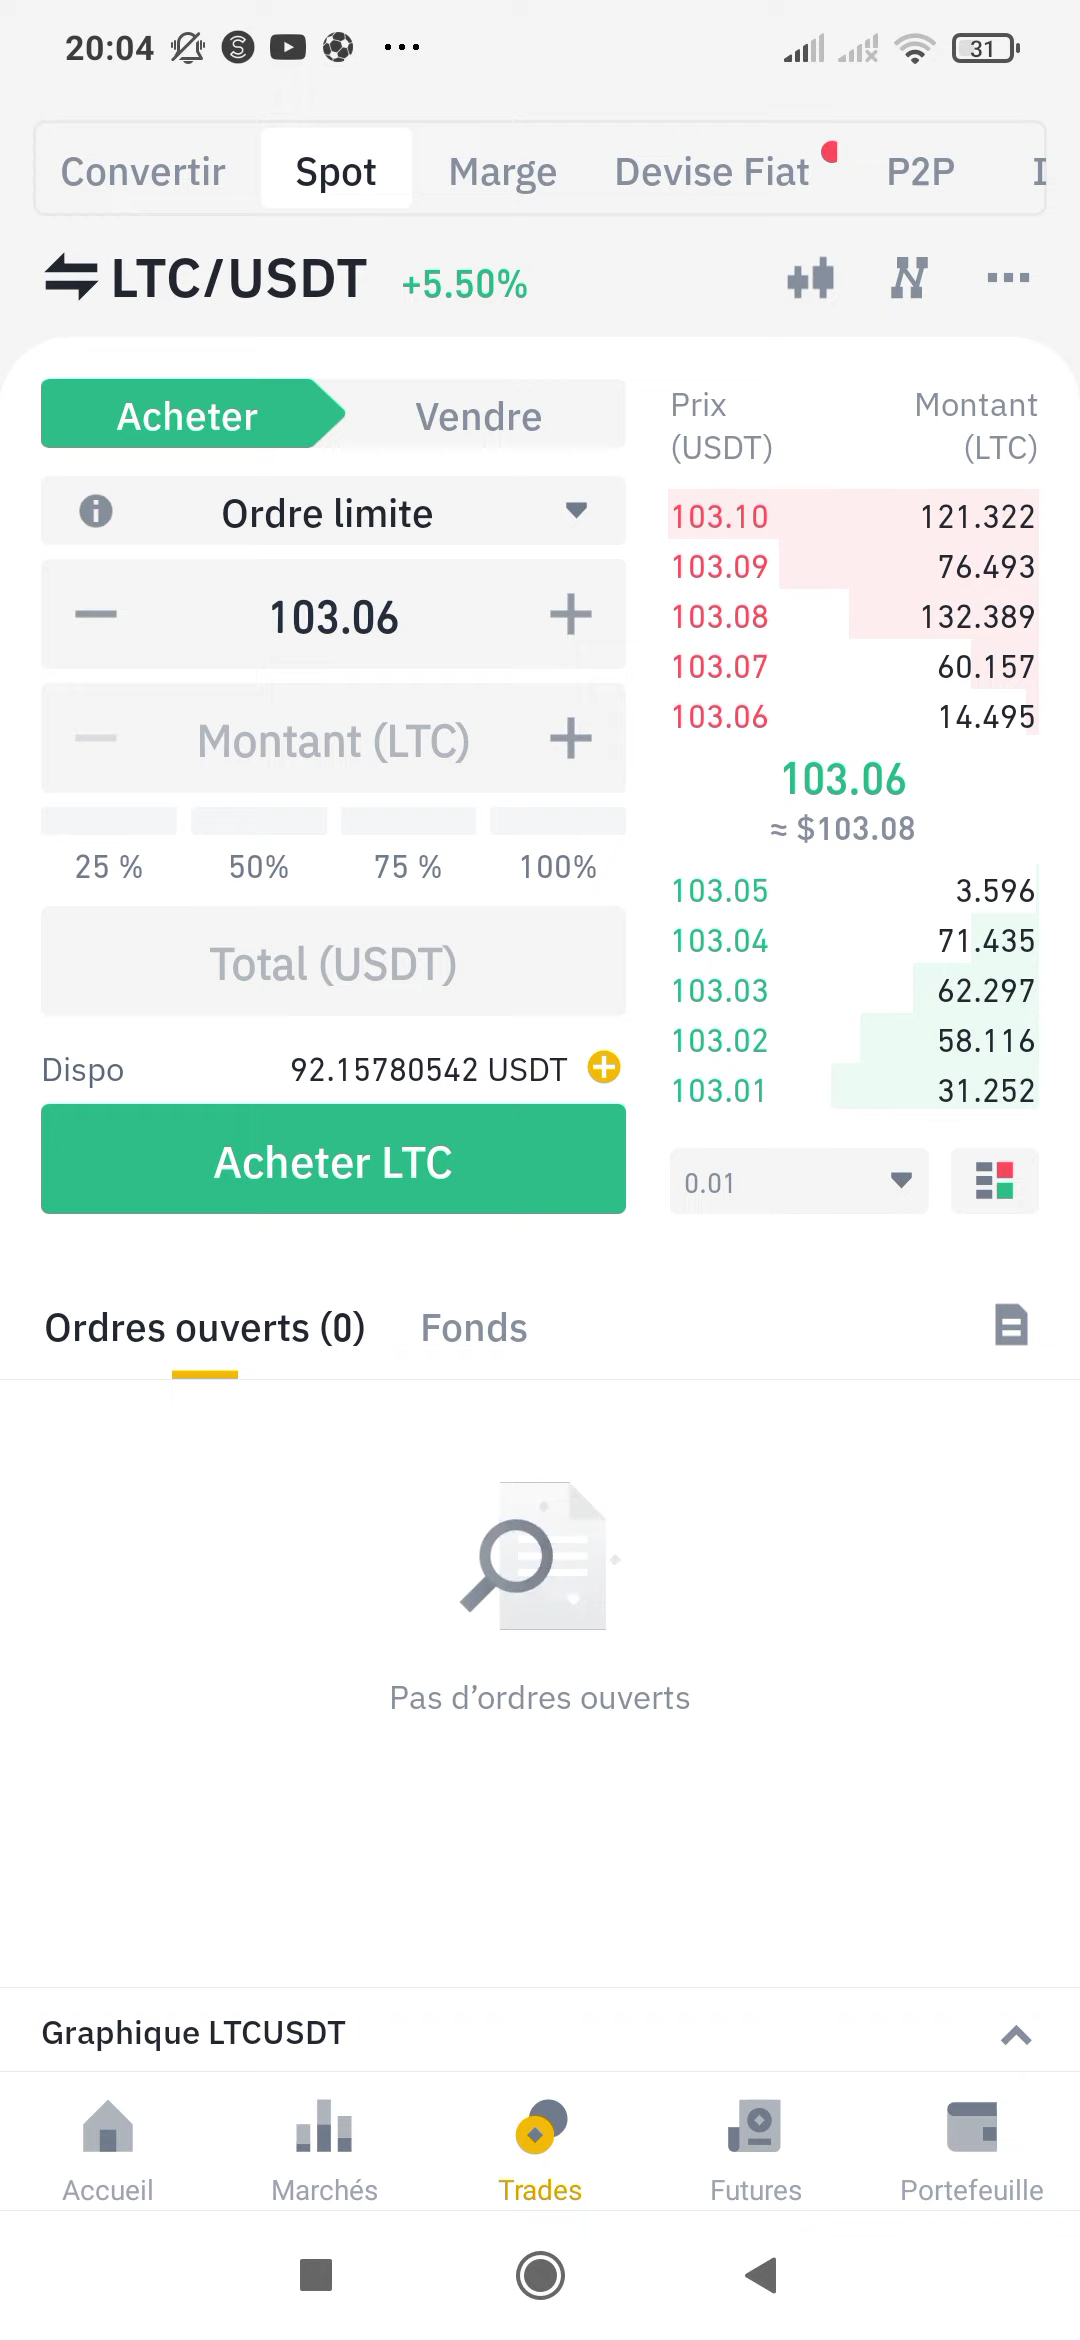 20:04
31
Convertir Spot Marge Devise Fiat P2P
LTC/USDT +5.50%
Acheter Vendre
Ordre limite
103.06
Montant (LTC)
25 % 50% 75 % 100%
Total (USDT)
Dispo 92.15780542 USDT
Acheter LTC
Prix Montant
(USDT) (LTC)
103.10 121.322
103.09 76.493
103.08 132.389
103.07 60.157
103.06 14.495
103.06
≈ $103.08
103.05 3.596
103.04 71.435
103.03 62.297
103.02 58.116
103.01 31.252
0.01
Ordres ouverts (0) Fonds
Pas d’ordres ouverts
Graphique LTCUSDT
Accueil Marchés Trades Futures Portefeuille